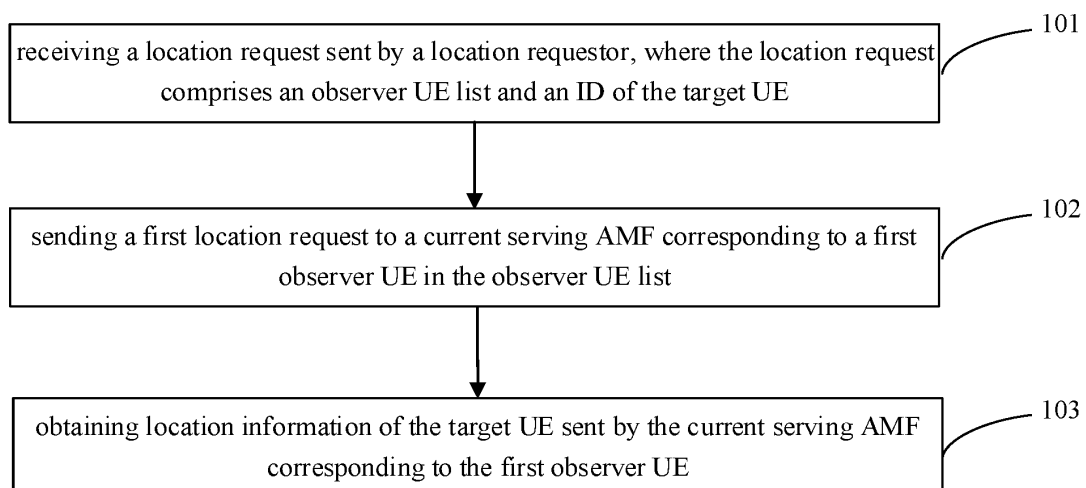 101
receiving a location request sent by a location requestor, where the location request
comprises an observer UE list and an ID of the target UE
102
sending a first location request to a current serving AMF corresponding to a first
observer UE in the observer UE list
103
obtaining location information of the target UE sent by the current serving AMF
corresponding to the first observer UE